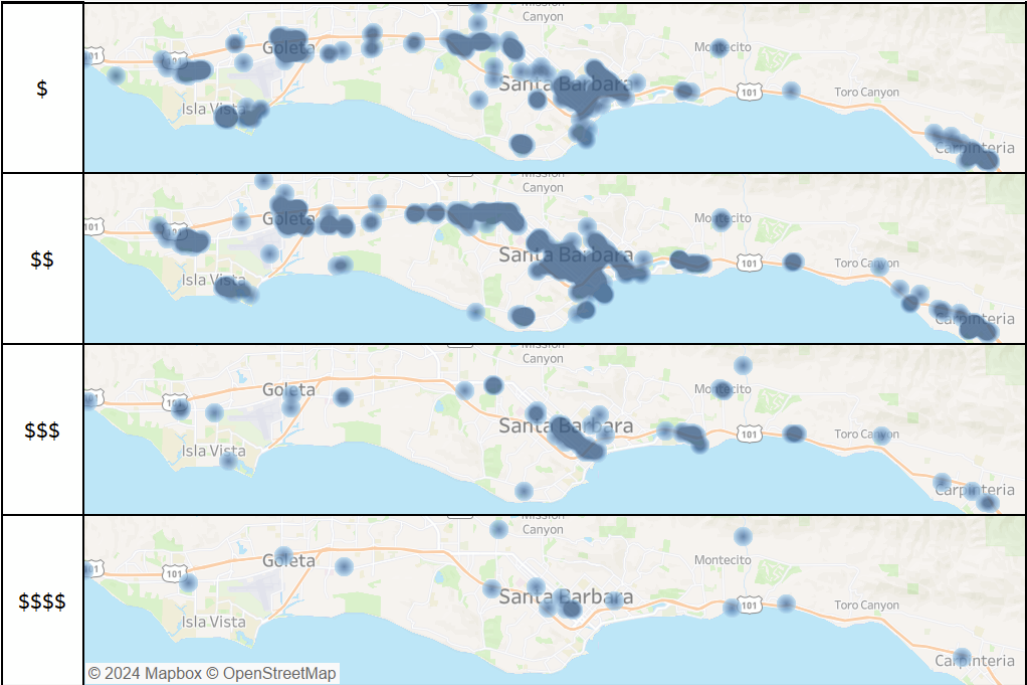 $
Mission
Canyon
Goleta
Montecito
101
Santa Barbara
101
Toro Canyon
Isla Vista
Carpinteria
$$
Mission
Canyon
101
Goleta
Montecito
101
Santa Barbara
101
Toro Canyon
Isla Vista
Carpinteria
$$$
Mission
Canyon
Goleta
Montecito
101
Santa Barbara
101
Toro Canyon
Isla Vista
Carpinteria
$$$$
Mission
Canyon
Goleta
Montecito
101
101
Santa Barbara
101
Toro Canyon
Isla Vista
Carpinteria
© 2024 Mapbox © OpenStreetMap